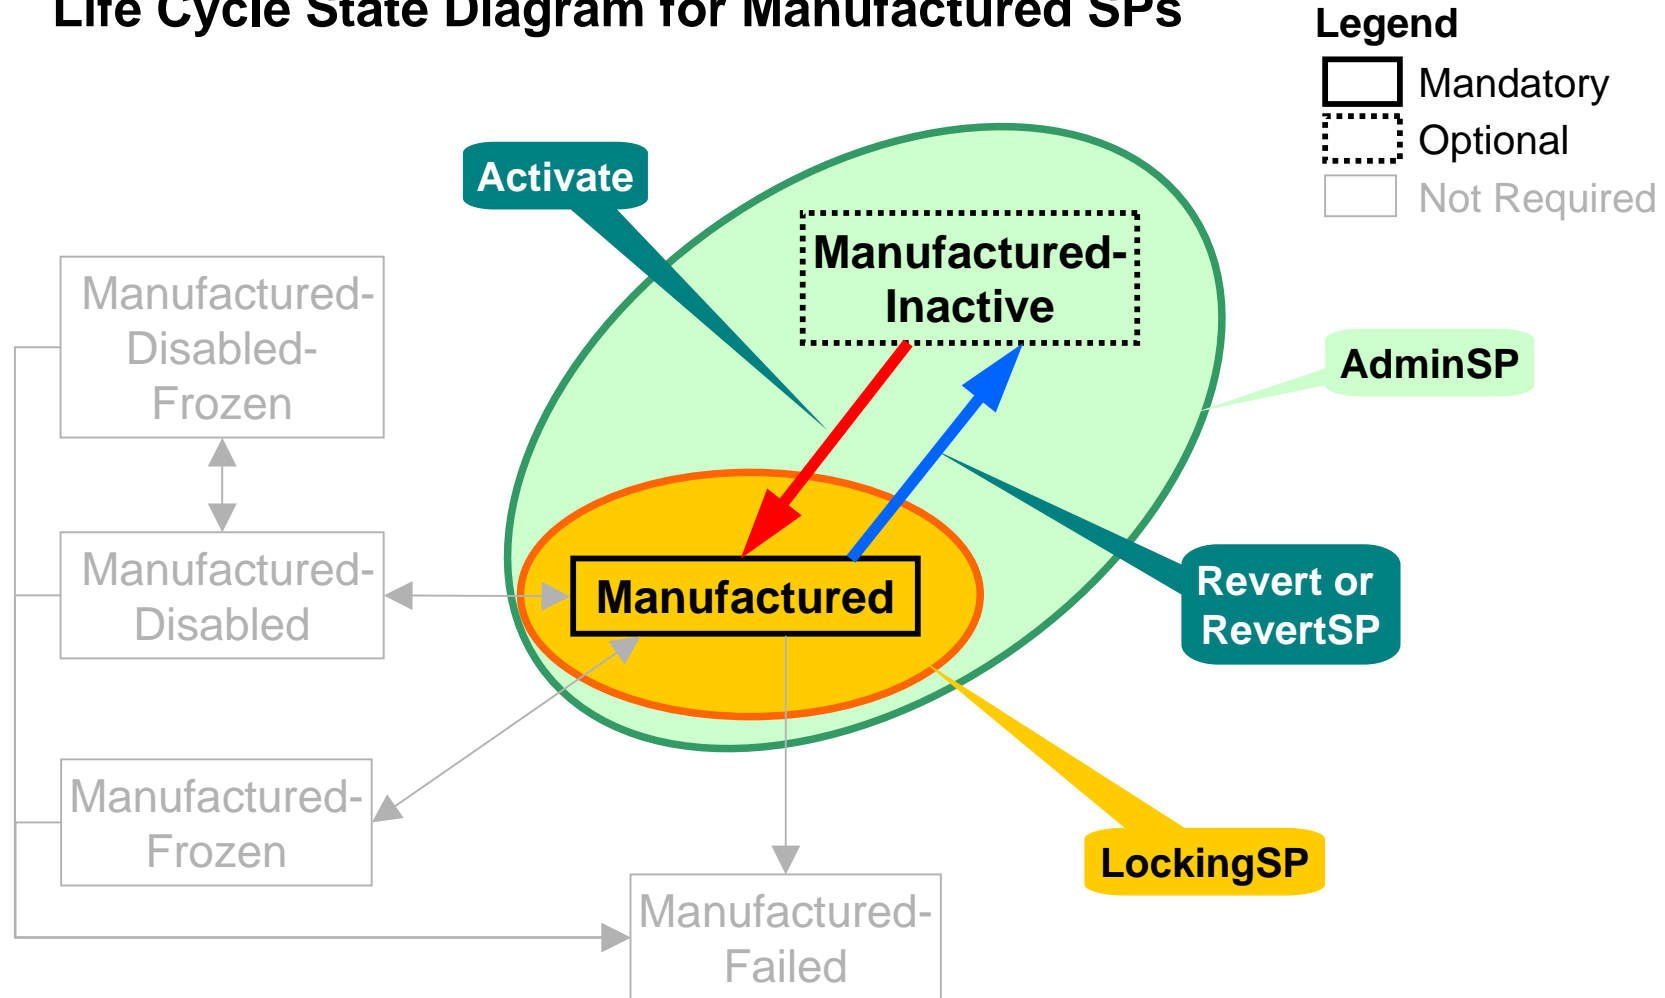 Life Cycle State Diagram for Manufactured SPs
Legend
Mandatory
Optional
Not Required
Activate
Manufactured-
Inactive
AdminSP
Manufactured-
Disabled-
Frozen
Manufactured-
Disabled
Manufactured
Revert or
RevertSP
Manufactured-
Frozen
LockingSP
Manufactured-
Failed